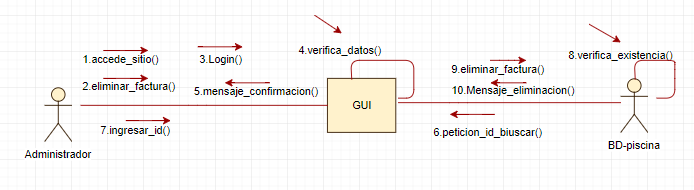 4.verifica_datos()
8.verifica_existencia()
1.accede_sitio()
3.Login()
9.eliminar_factura()
2.eliminar_factura()
5.mensaje_confirmacion()
10.Mensaje_eliminacion()
GUI
7.ingresar_id()
6.peticion_id_biuscar()
Administrador
BD-piscina